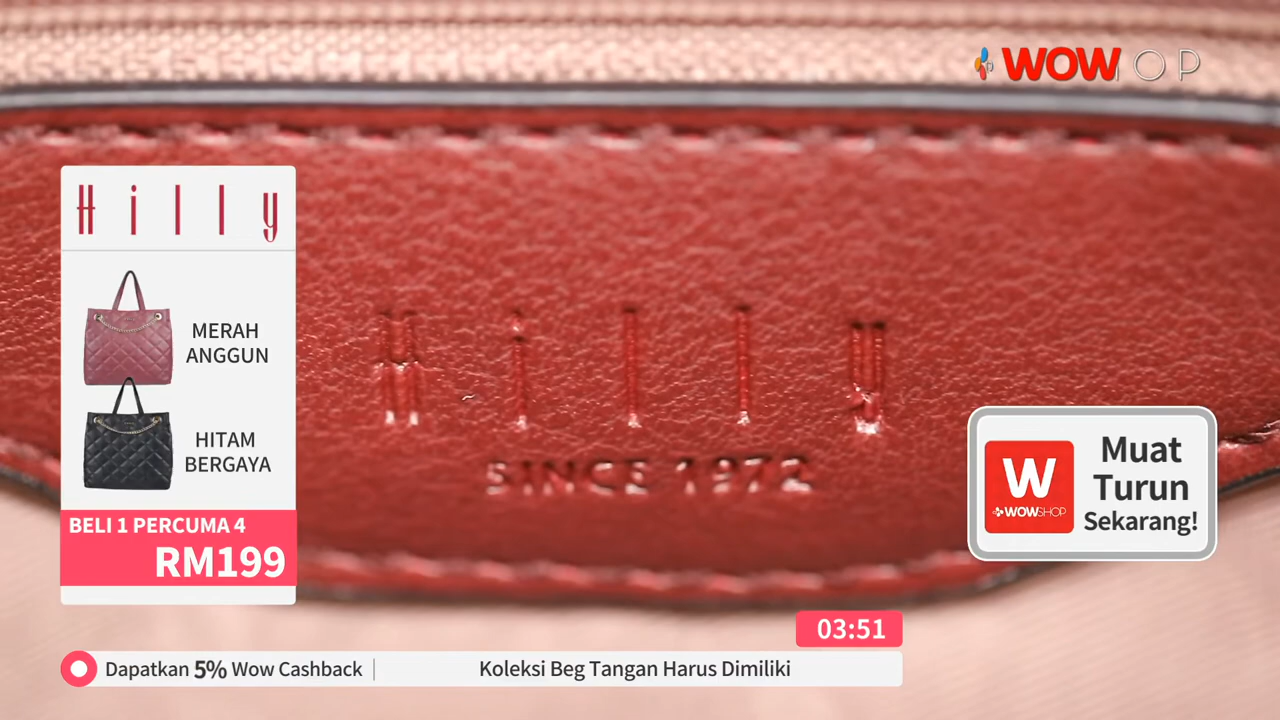 WOW OP
Hilly
MERAH
ANGGUN
HITAM
BERGAYA
BELI 1 PERCUMA 4
RM199
Hilly
SINCE 1972
W
WOWSHOP
Muat
Turun
Sekarang!
03:51
Dapatkan 5% Wow Cashback
Koleksi Beg Tangan Harus Dimiliki